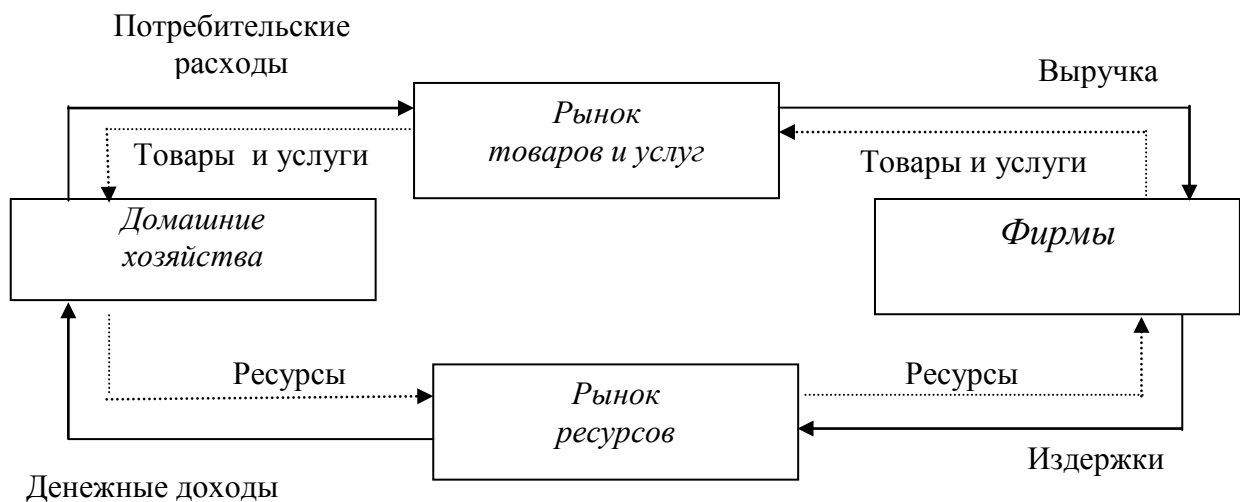 Потребительские
расходы
Выручка
Рынок
товаров и услуг
Товары и услуги
Товары и услуги
Домашние
хозяйства
Фирмы
Ресурсы
Рынок
ресурсов
Ресурсы
Издержки
Денежные доходы